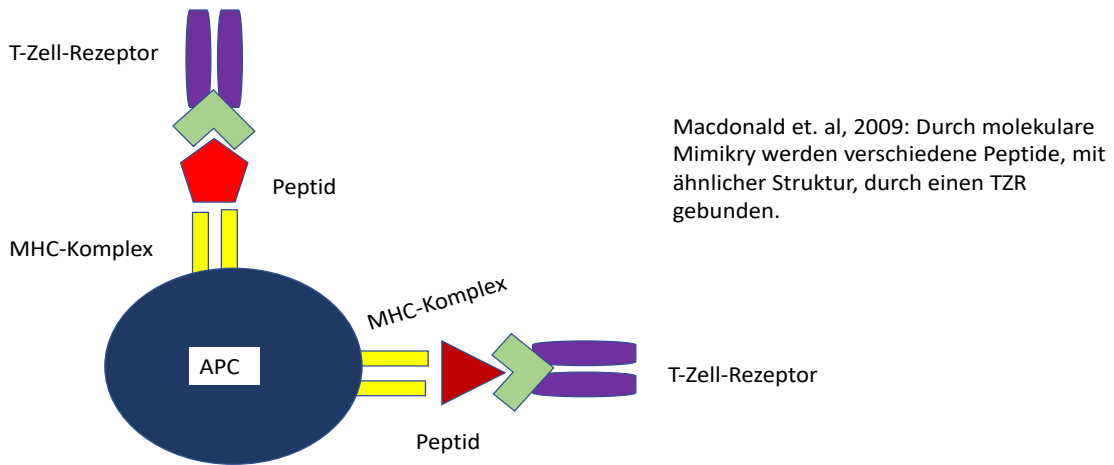 T-Zell-Rezeptor
Macdonald et. al, 2009: Durch molekulare
Mimikry werden verschiedene Peptide, mit
ähnlicher Struktur, durch einen TZR
gebunden.
Peptid
MHC-Komplex
MHC-Komplex
APC
T-Zell-Rezeptor
Peptid